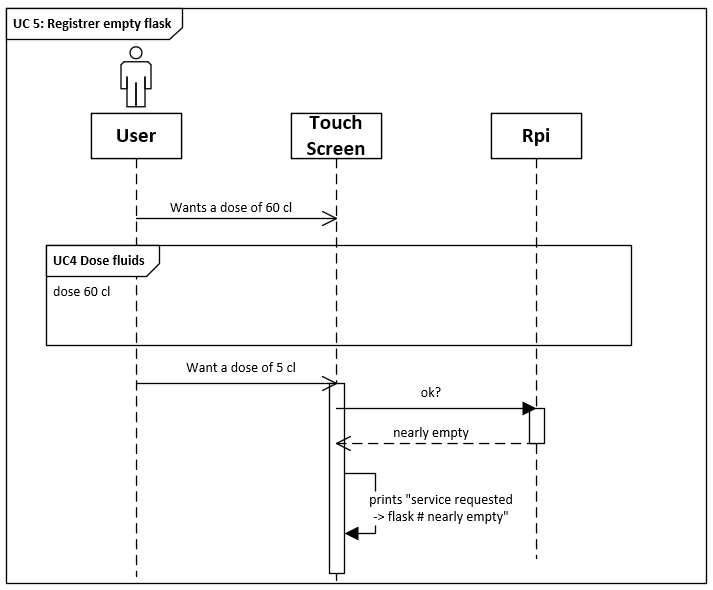 UC 5: Registrer empty flask
User
Touch
Screen
Rpi
Wants a dose of 60 cl
UC4 Dose fluids
dose 60 cl
Want a dose of 5 cl
ok?
nearly empty
prints "service requested
-> flask # nearly empty"